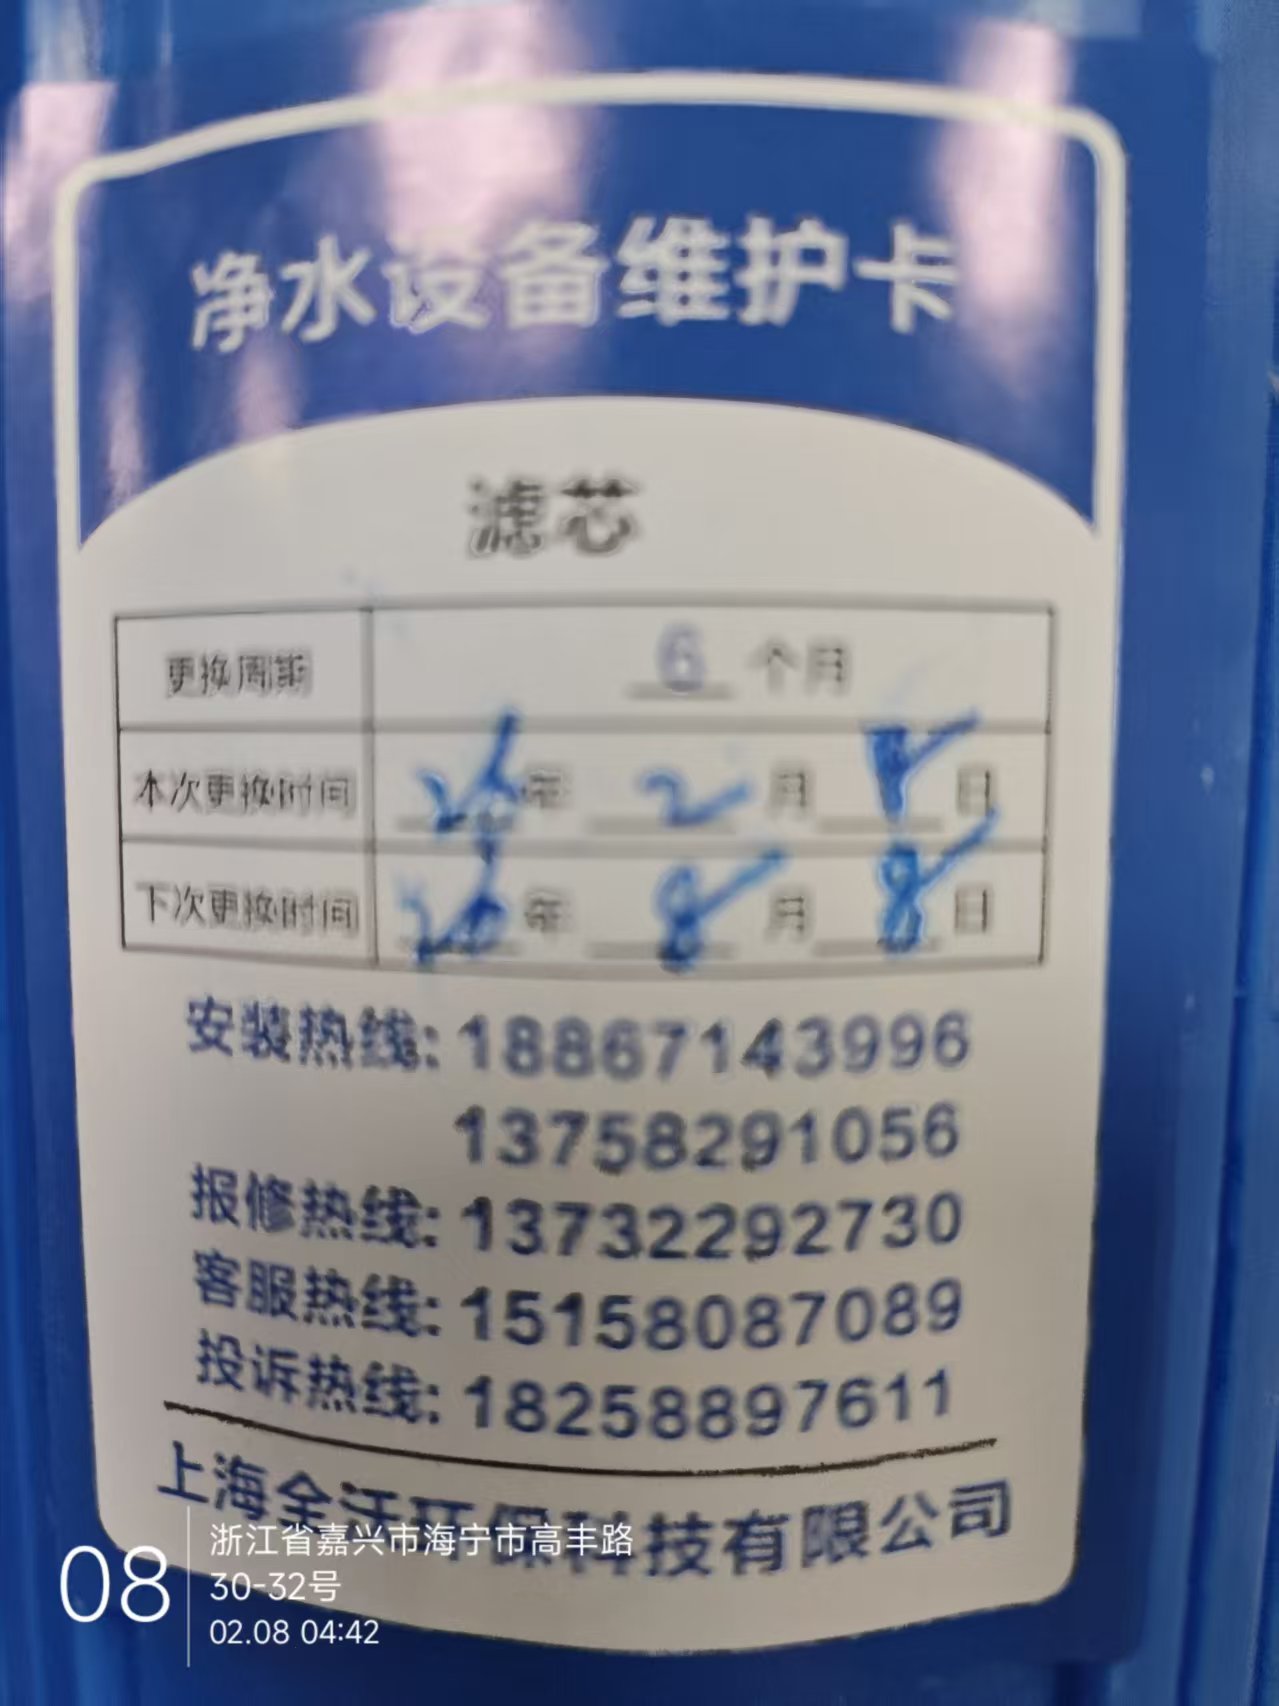 净水设备维护卡
滤芯
更换周期 6 个月
本次更换时间 年 2 月 日
下次更换时间 年 8 月 8 日
安装热线: 18867143996
13758291056
报修热线: 13732292730
客服热线: 15158087089
投诉热线: 18258897611
上海全 环保科技有限公司
08
浙江省嘉兴市海宁市高丰路
30-32号
02.08 04:42